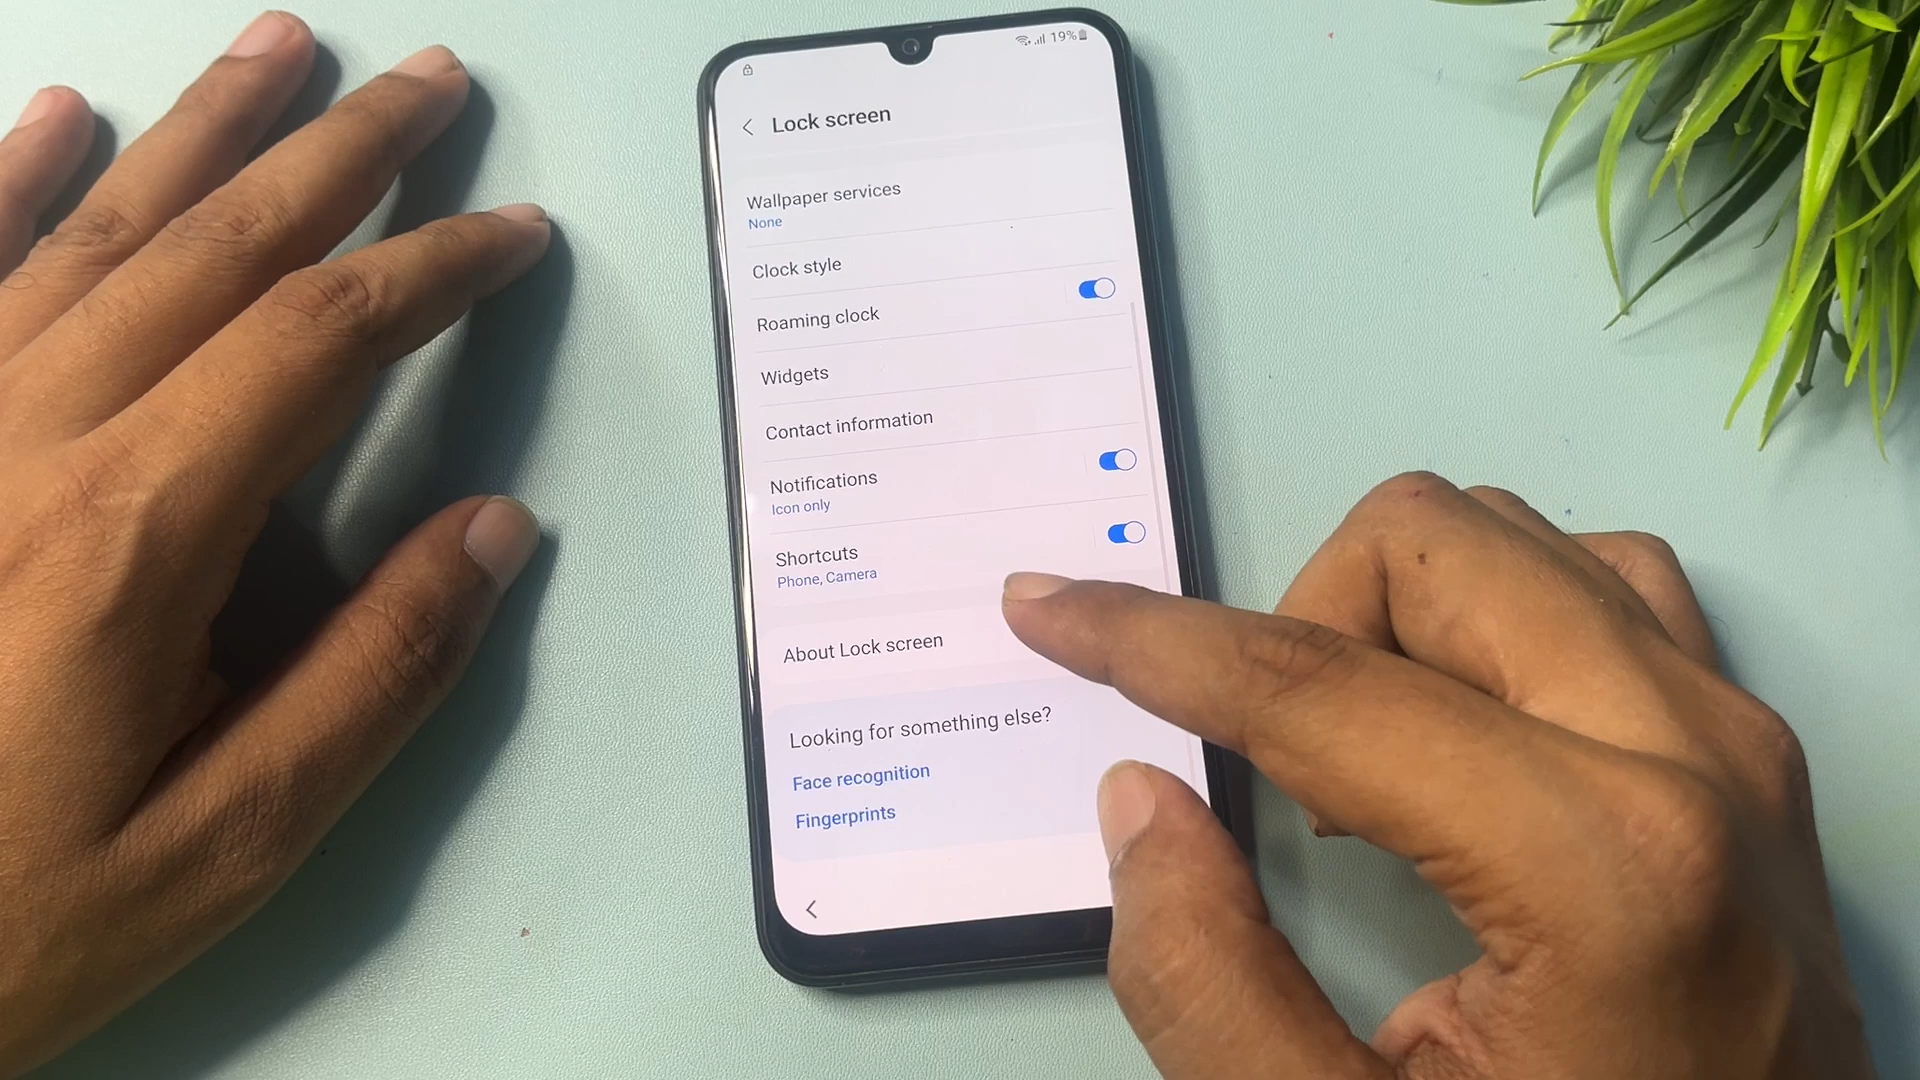 19%
Lock screen
Wallpaper services
None
Clock style
Roaming clock
Widgets
Contact information
Notifications
Icon only
Shortcuts
Phone, Camera
About Lock screen
Looking for something else?
Face recognition
Fingerprints